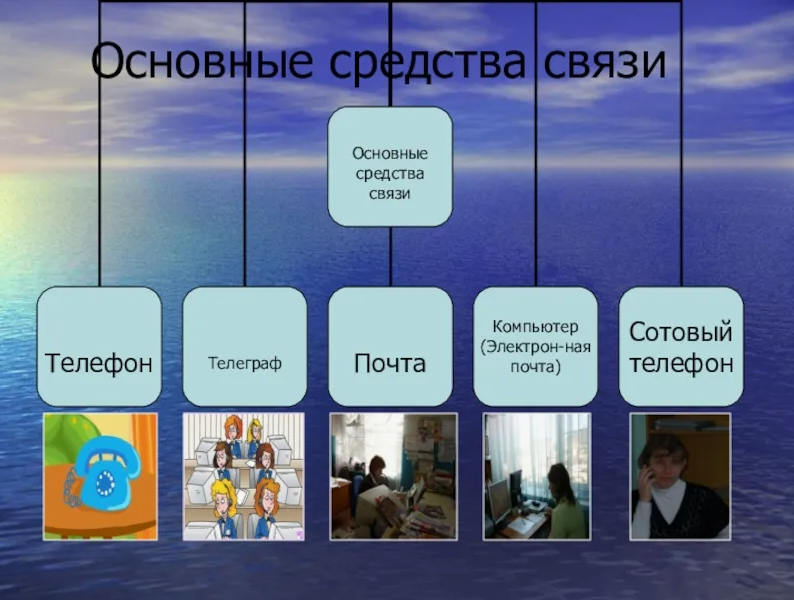 Основные средства связи
Основные
средства
связи
Телефон
Телеграф
Почта
Компьютер
(Электрон-ная
почта)
Сотовый
телефон